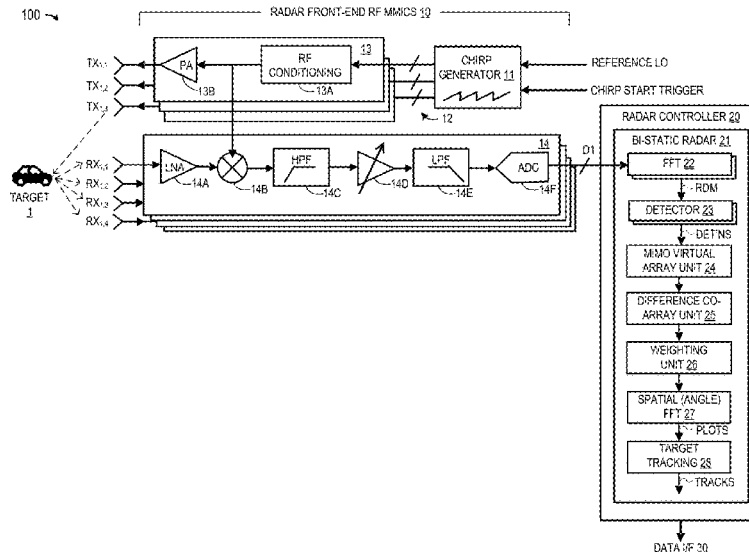 100
RADAR FRONT-END RF MMICS 10
TX1,1
TX1,2
TX1,3
PA
13B
RF
CONDITIONING
13A
13
CHIRP
GENERATOR 11
12
REFERENCE LO
CHIRP START TRIGGER
TARGET
1
RX1,1
RX1,2
RX1,4
LNA
14A
14B
HPF
14C
14D
LPF
14E
ADC
14F
14
D1
RADAR CONTROLLER 20
BI-STATIC RADAR 21
FFT 22
RDM
DETECTOR 23
DET'NS
MIMO VIRTUAL
ARRAY UNIT 24
DIFFERENCE CO-
ARRAY UNIT 25
WEIGHTING
UNIT 26
SPATIAL (ANGLE)
FFT 27
PLOTS
TARGET
TRACKING 28
TRACKS
DATA I/F 30